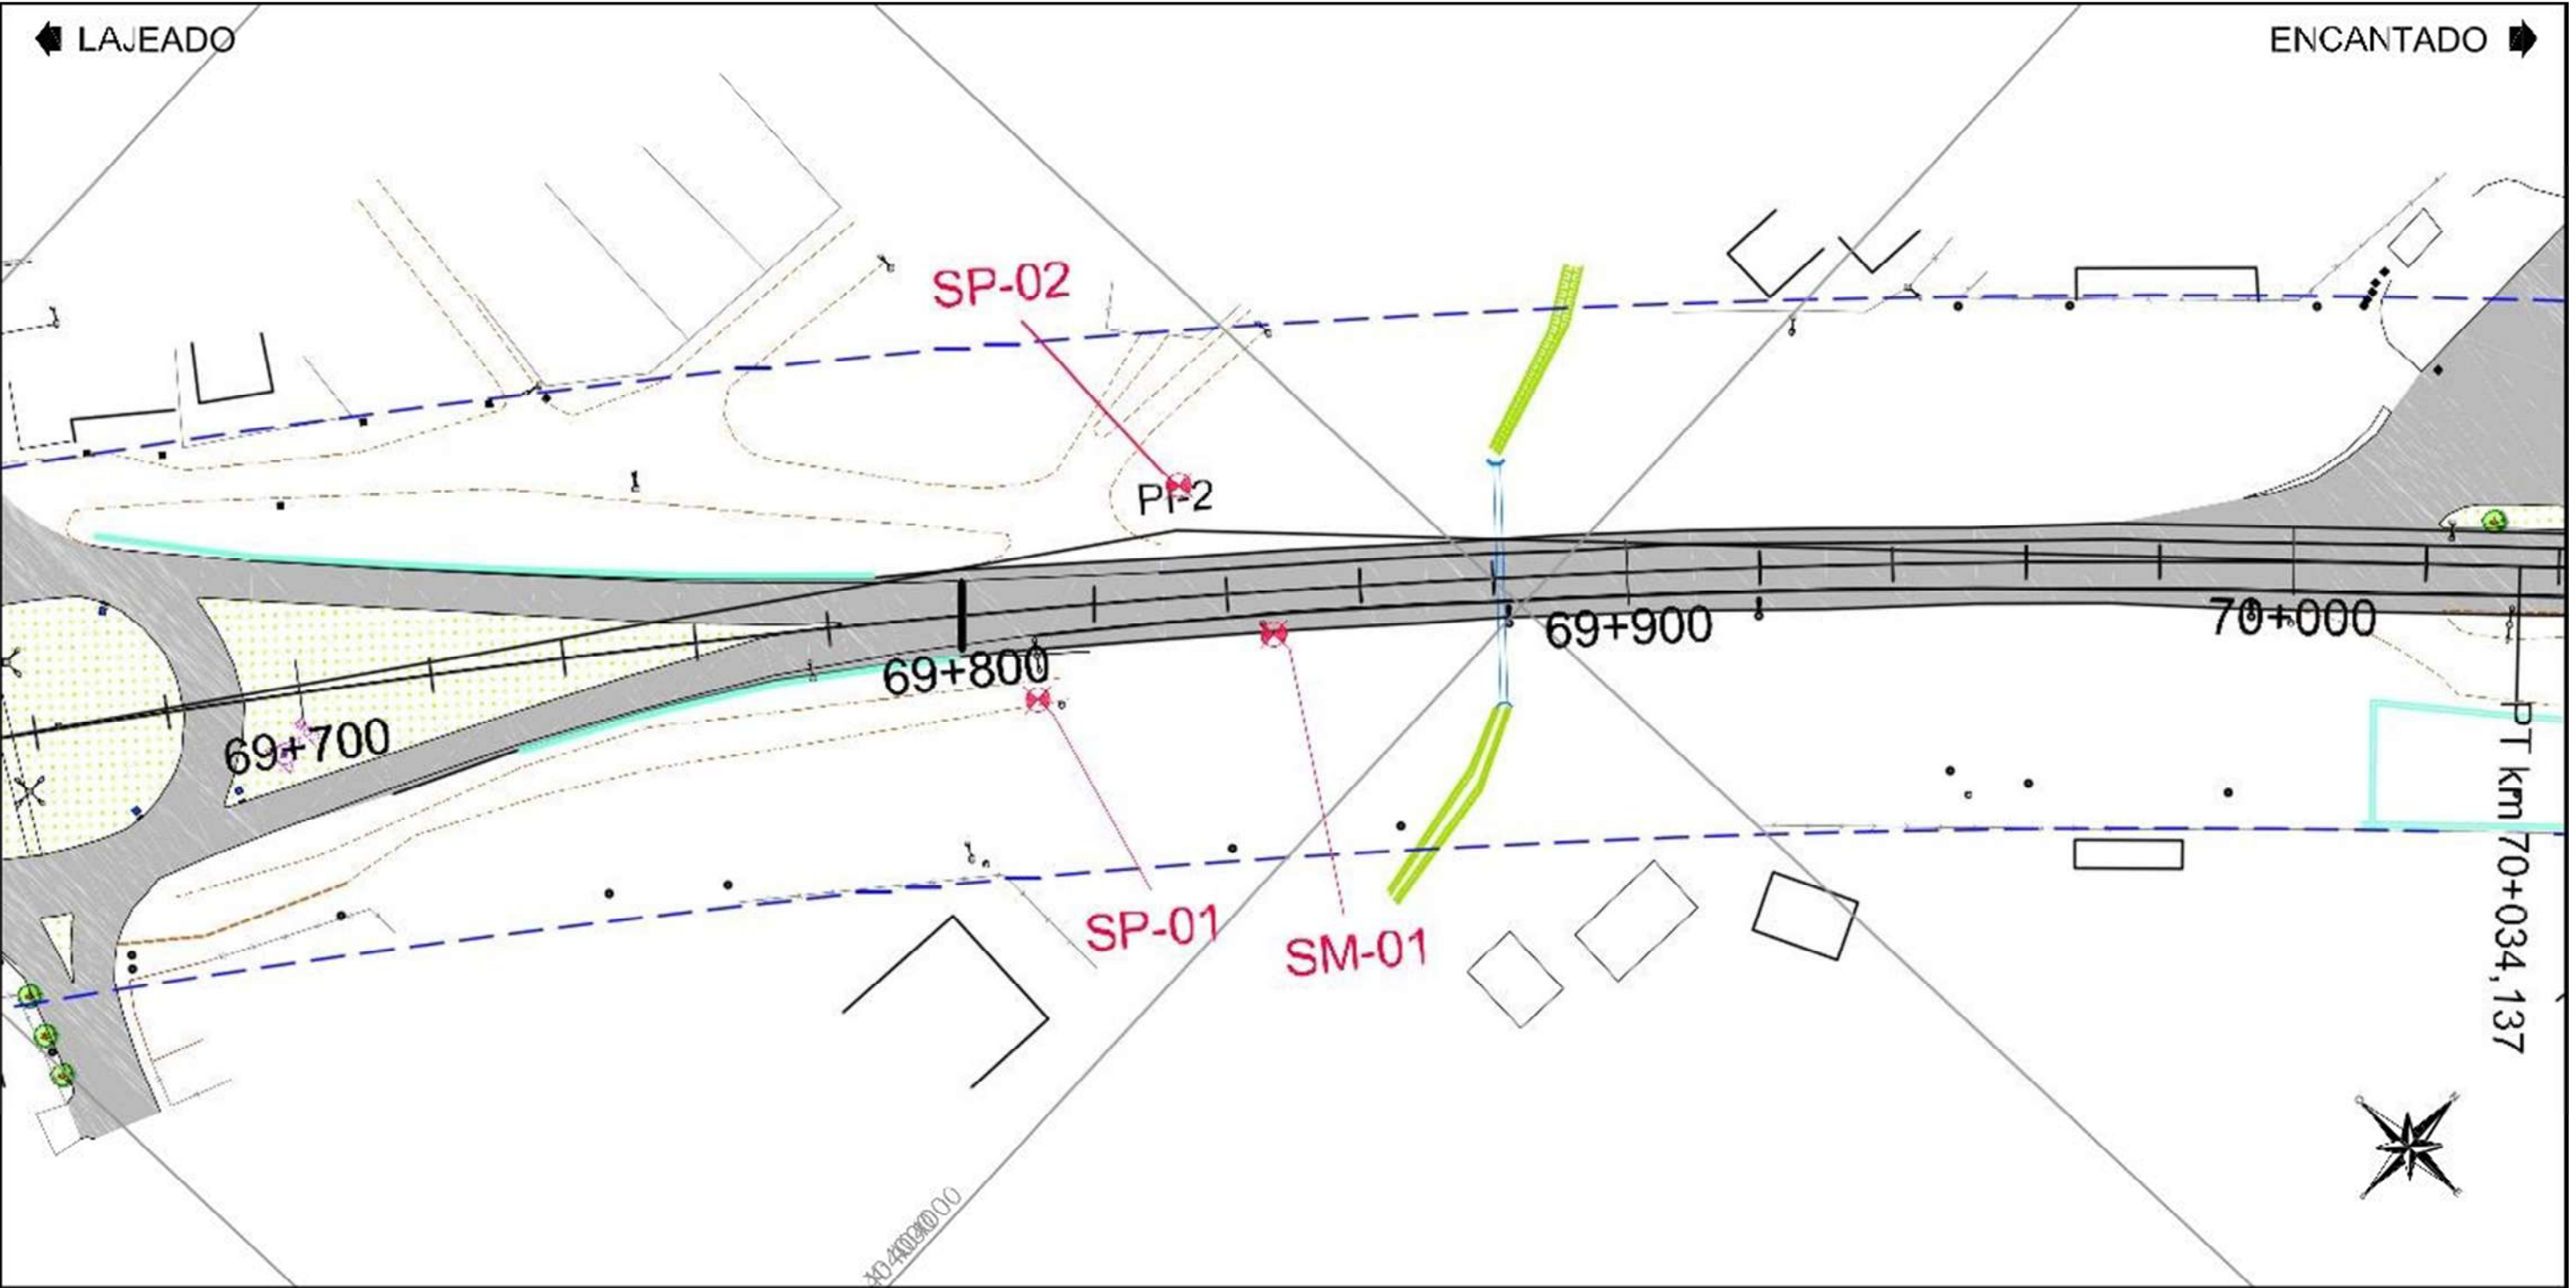 LAJEADO
ENCANTADO
SP-02
PI-2
69+900
70+000
69+800
69+700
PT km 70+034,137
SP-01
SM-01